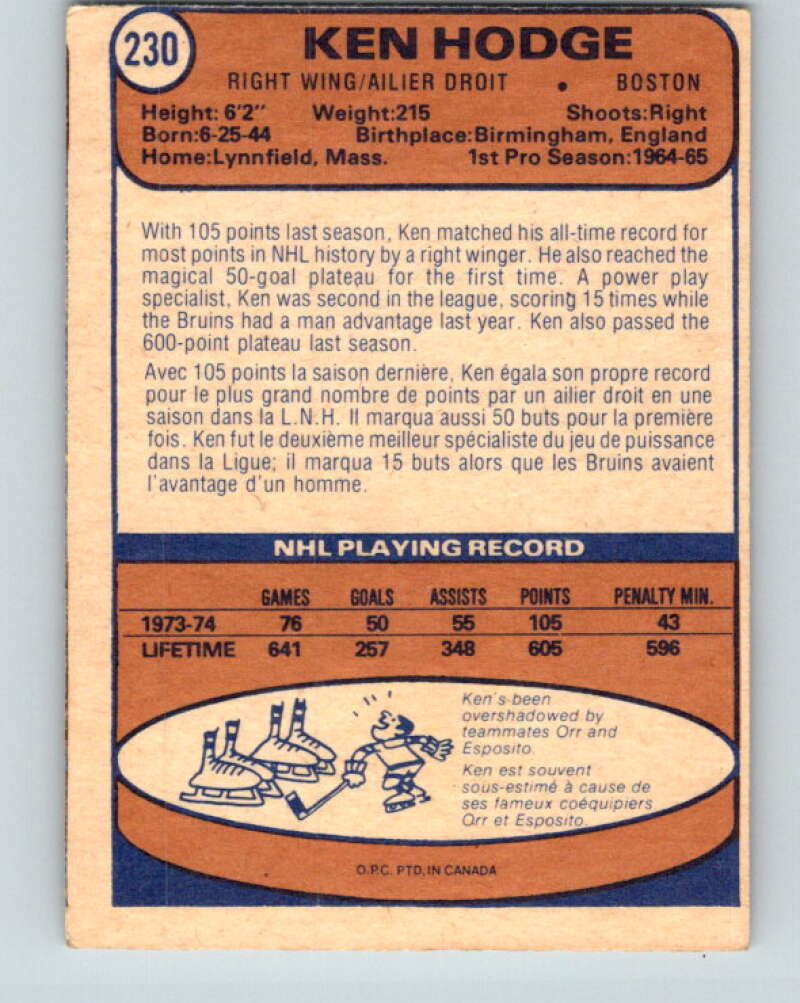 230
KEN HODGE
RIGHT WING/AILIER DROIT • BOSTON
Height: 6'2" Weight:215 Shoots:Right
Born:6-25-44 Birthplace:Birmingham, England
Home:Lynnfield, Mass. 1st Pro Season:1964-65
With 105 points last season, Ken matched his all-time record for
most points in NHL history by a right winger. He also reached the
magical 50-goal plateau for the first time. A power play
specialist, Ken was second in the league, scoring 15 times while
the Bruins had a man advantage last year. Ken also passed the
600-point plateau last season.
Avec 105 points la saison dernière, Ken égala son propre record
pour le plus grand nombre de points par un ailier droit en une
saison dans la L.N.H. Il marqua aussi 50 buts pour la première
fois. Ken fut le deuxième meilleur spécialiste du jeu de puissance
dans la Ligue; il marqua 15 buts alors que les Bruins avaient
l'avantage d'un homme.
NHL PLAYING RECORD
GAMES GOALS ASSISTS POINTS PENALTY MIN.
1973-74 76 50 55 105 43
LIFETIME 641 257 348 605 596
Ken's been
overshadowed by
teammates Orr and
Esposito.
Ken est souvent
sous-estimé à cause de
ses fameux coéquipiers
Orr et Esposito.
O.P.C. PTD. IN CANADA